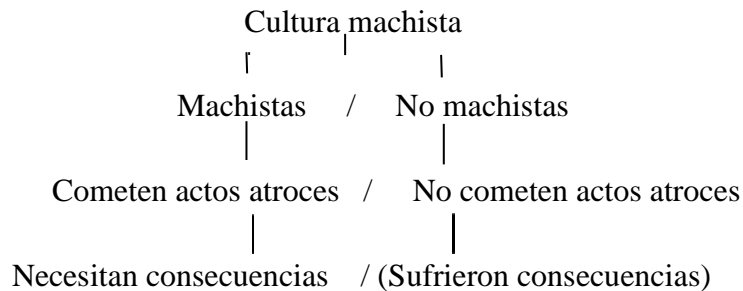 Cultura machista
Machistas / No machistas
Cometen actos atroces / No cometen actos atroces
Necesitan consecuencias / (Sufrieron consecuencias)